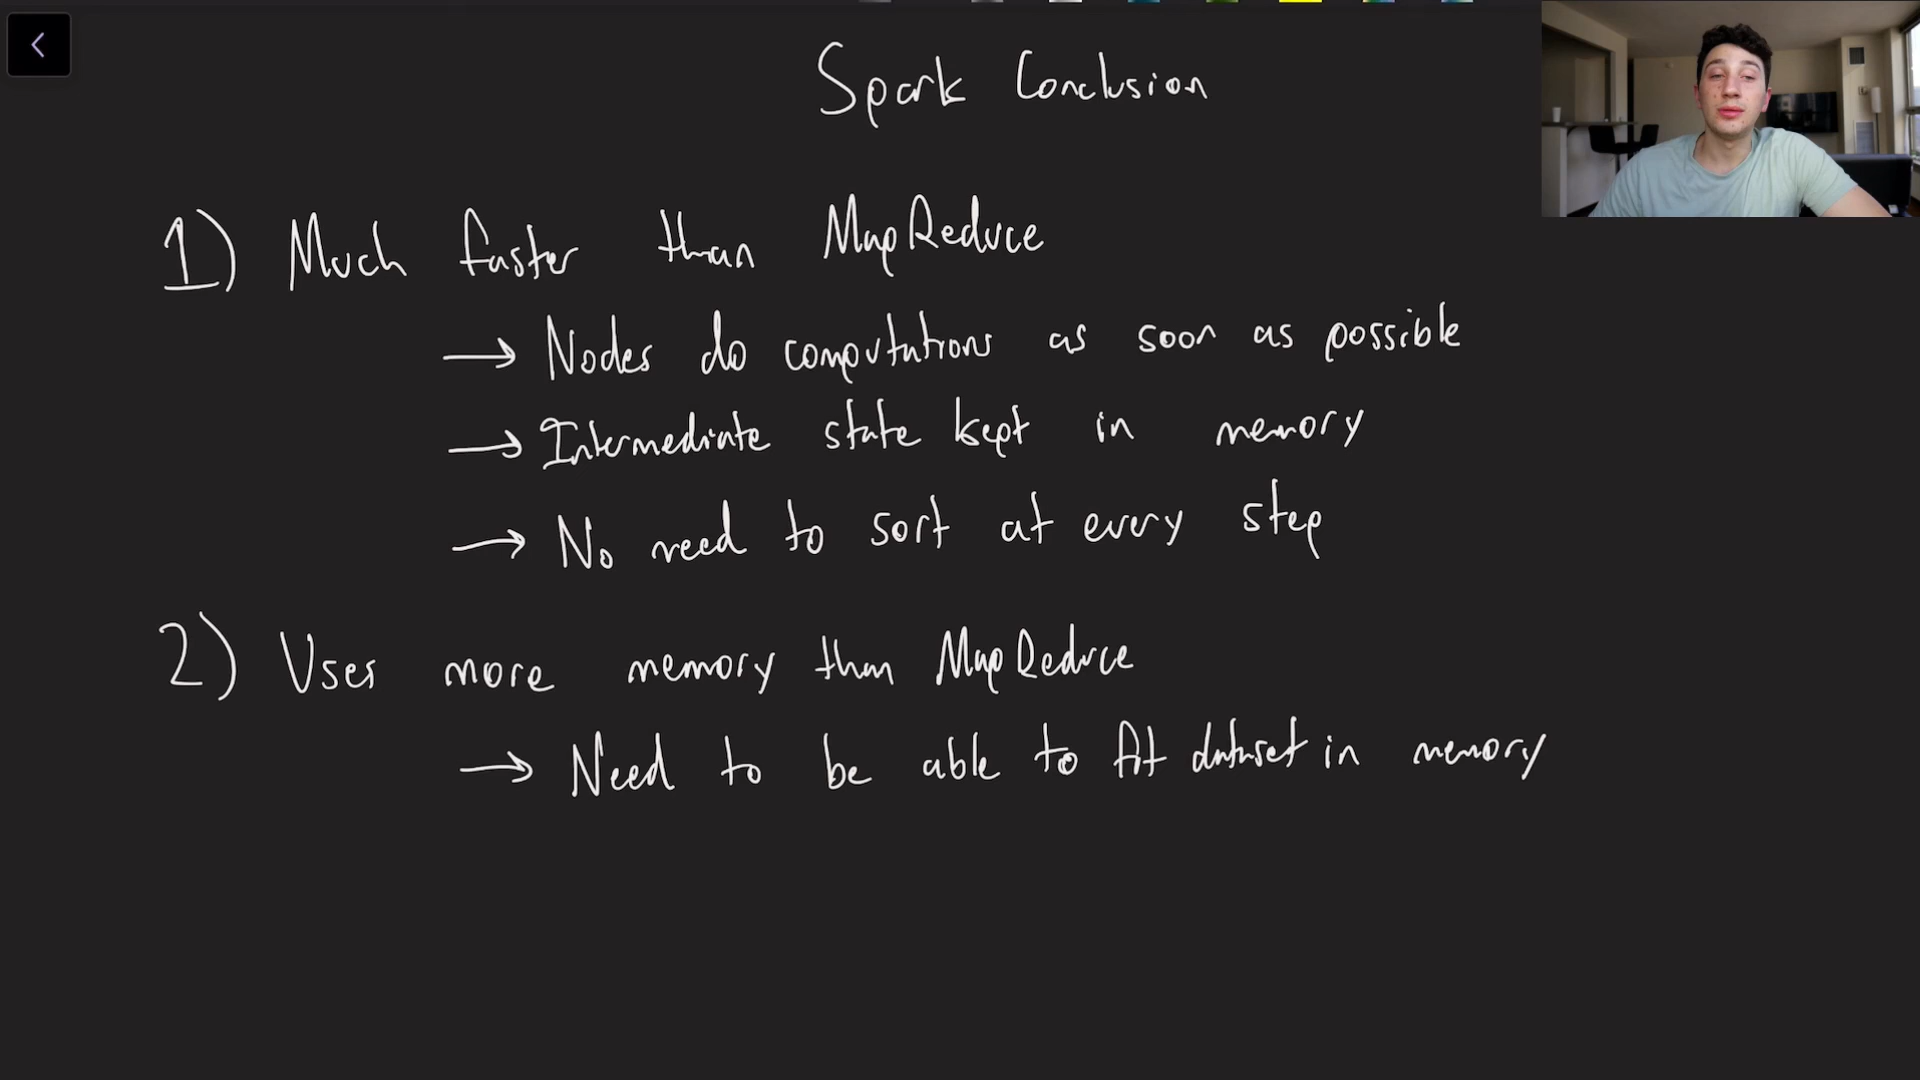 Spark Conclusion
1) Much faster than MapReduce
→ Nodes do computations as soon as possible
→ Intermediate state kept in memory
→ No need to sort at every step
2) Uses more memory than MapReduce
→ Need to be able to fit dataset in memory